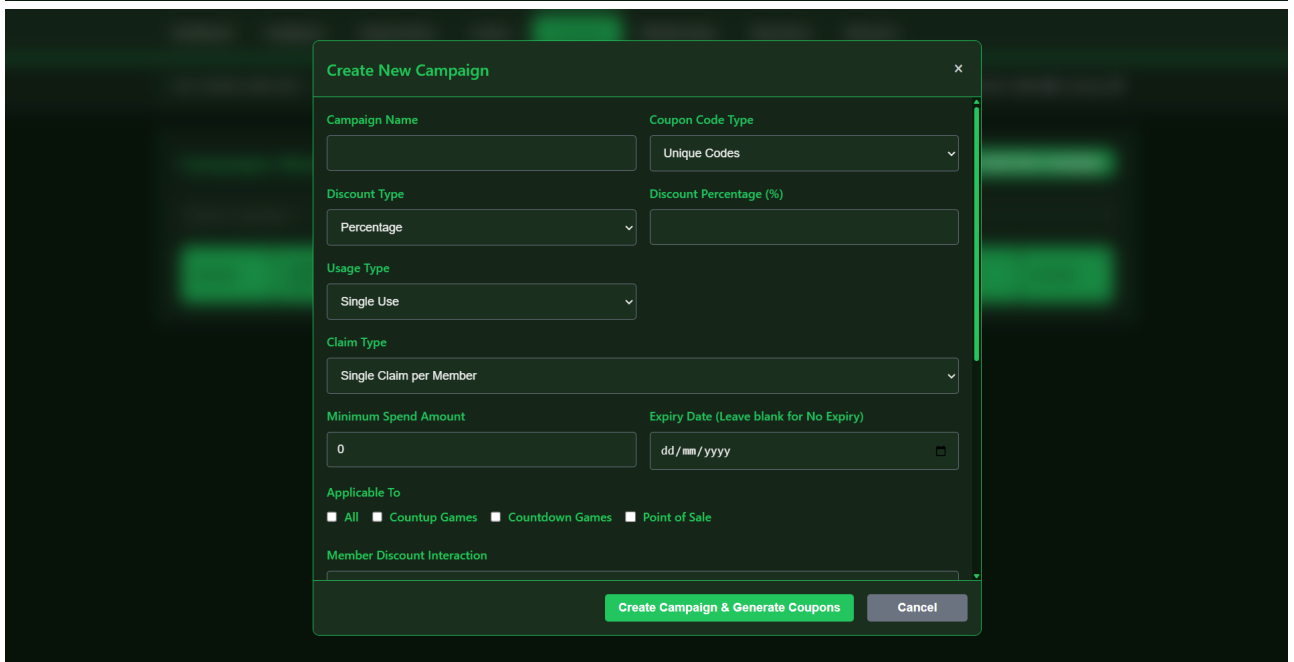 Create New Campaign ×
Campaign Name Coupon Code Type
Unique Codes
Discount Type Discount Percentage (%)
Percentage
Usage Type
Single Use
Claim Type
Single Claim per Member
Minimum Spend Amount Expiry Date (Leave blank for No Expiry)
0 dd/mm/yyyy
Applicable To
All Countup Games Countdown Games Point of Sale
Member Discount Interaction
Create Campaign & Generate Coupons Cancel